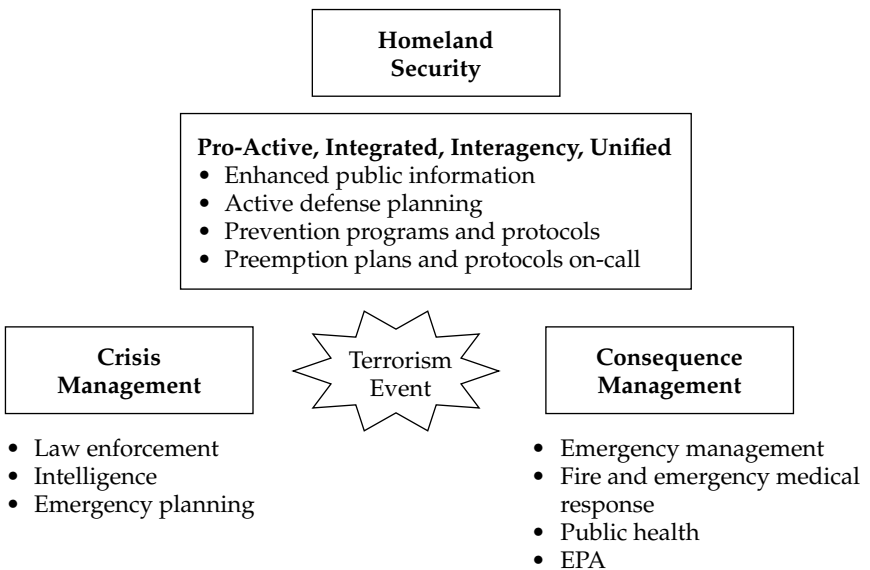 Homeland
Security
Pro-Active, Integrated, Interagency, Unified
• Enhanced public information
• Active defense planning
• Prevention programs and protocols
• Preemption plans and protocols on-call
Crisis
Management
• Law enforcement
• Intelligence
• Emergency planning
Terrorism
Event
Consequence
Management
• Emergency management
• Fire and emergency medical
response
• Public health
• EPA